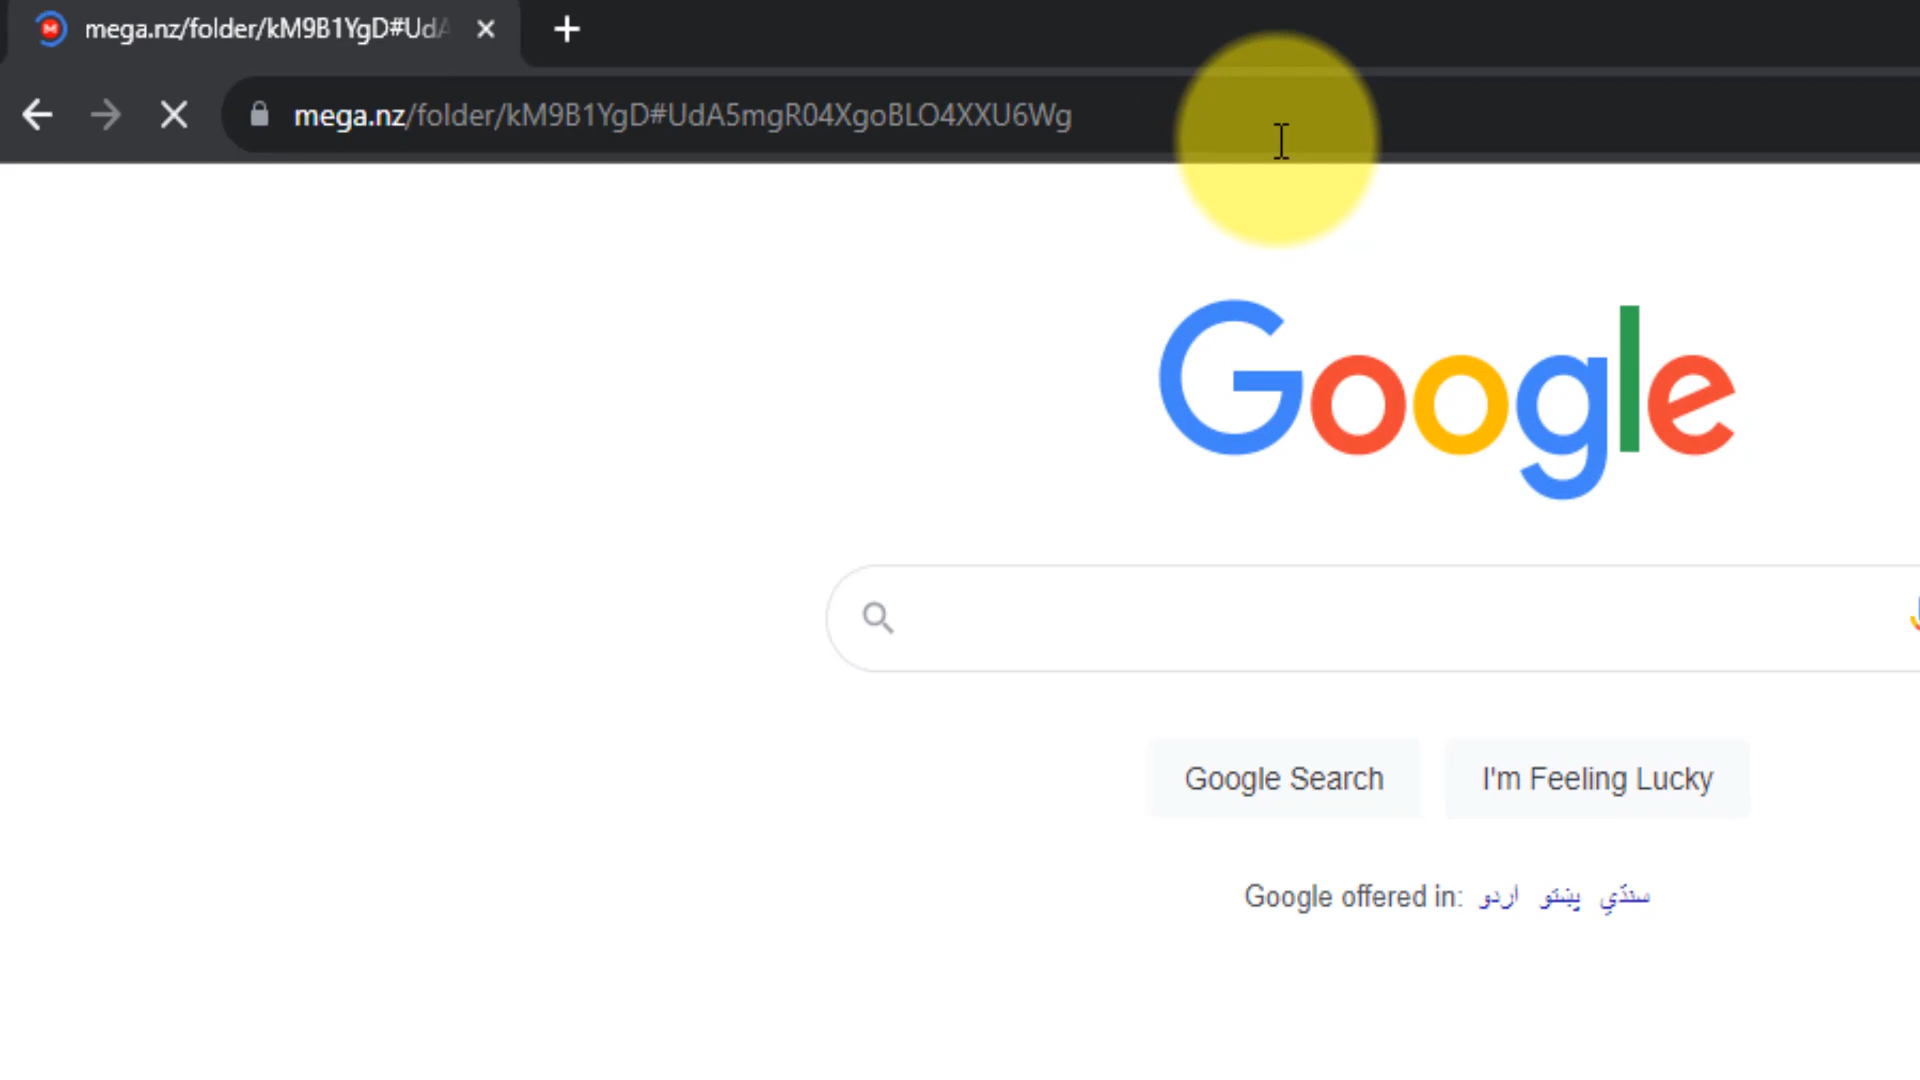 mega.nz/folder/kM9B1YgD#UdA
mega.nz/folder/kM9B1YgD#UdA5mgR04XgoBLO4XXU6Wg
Google
Google Search
I'm Feeling Lucky
Google offered in: اردو پښتو سنڌي